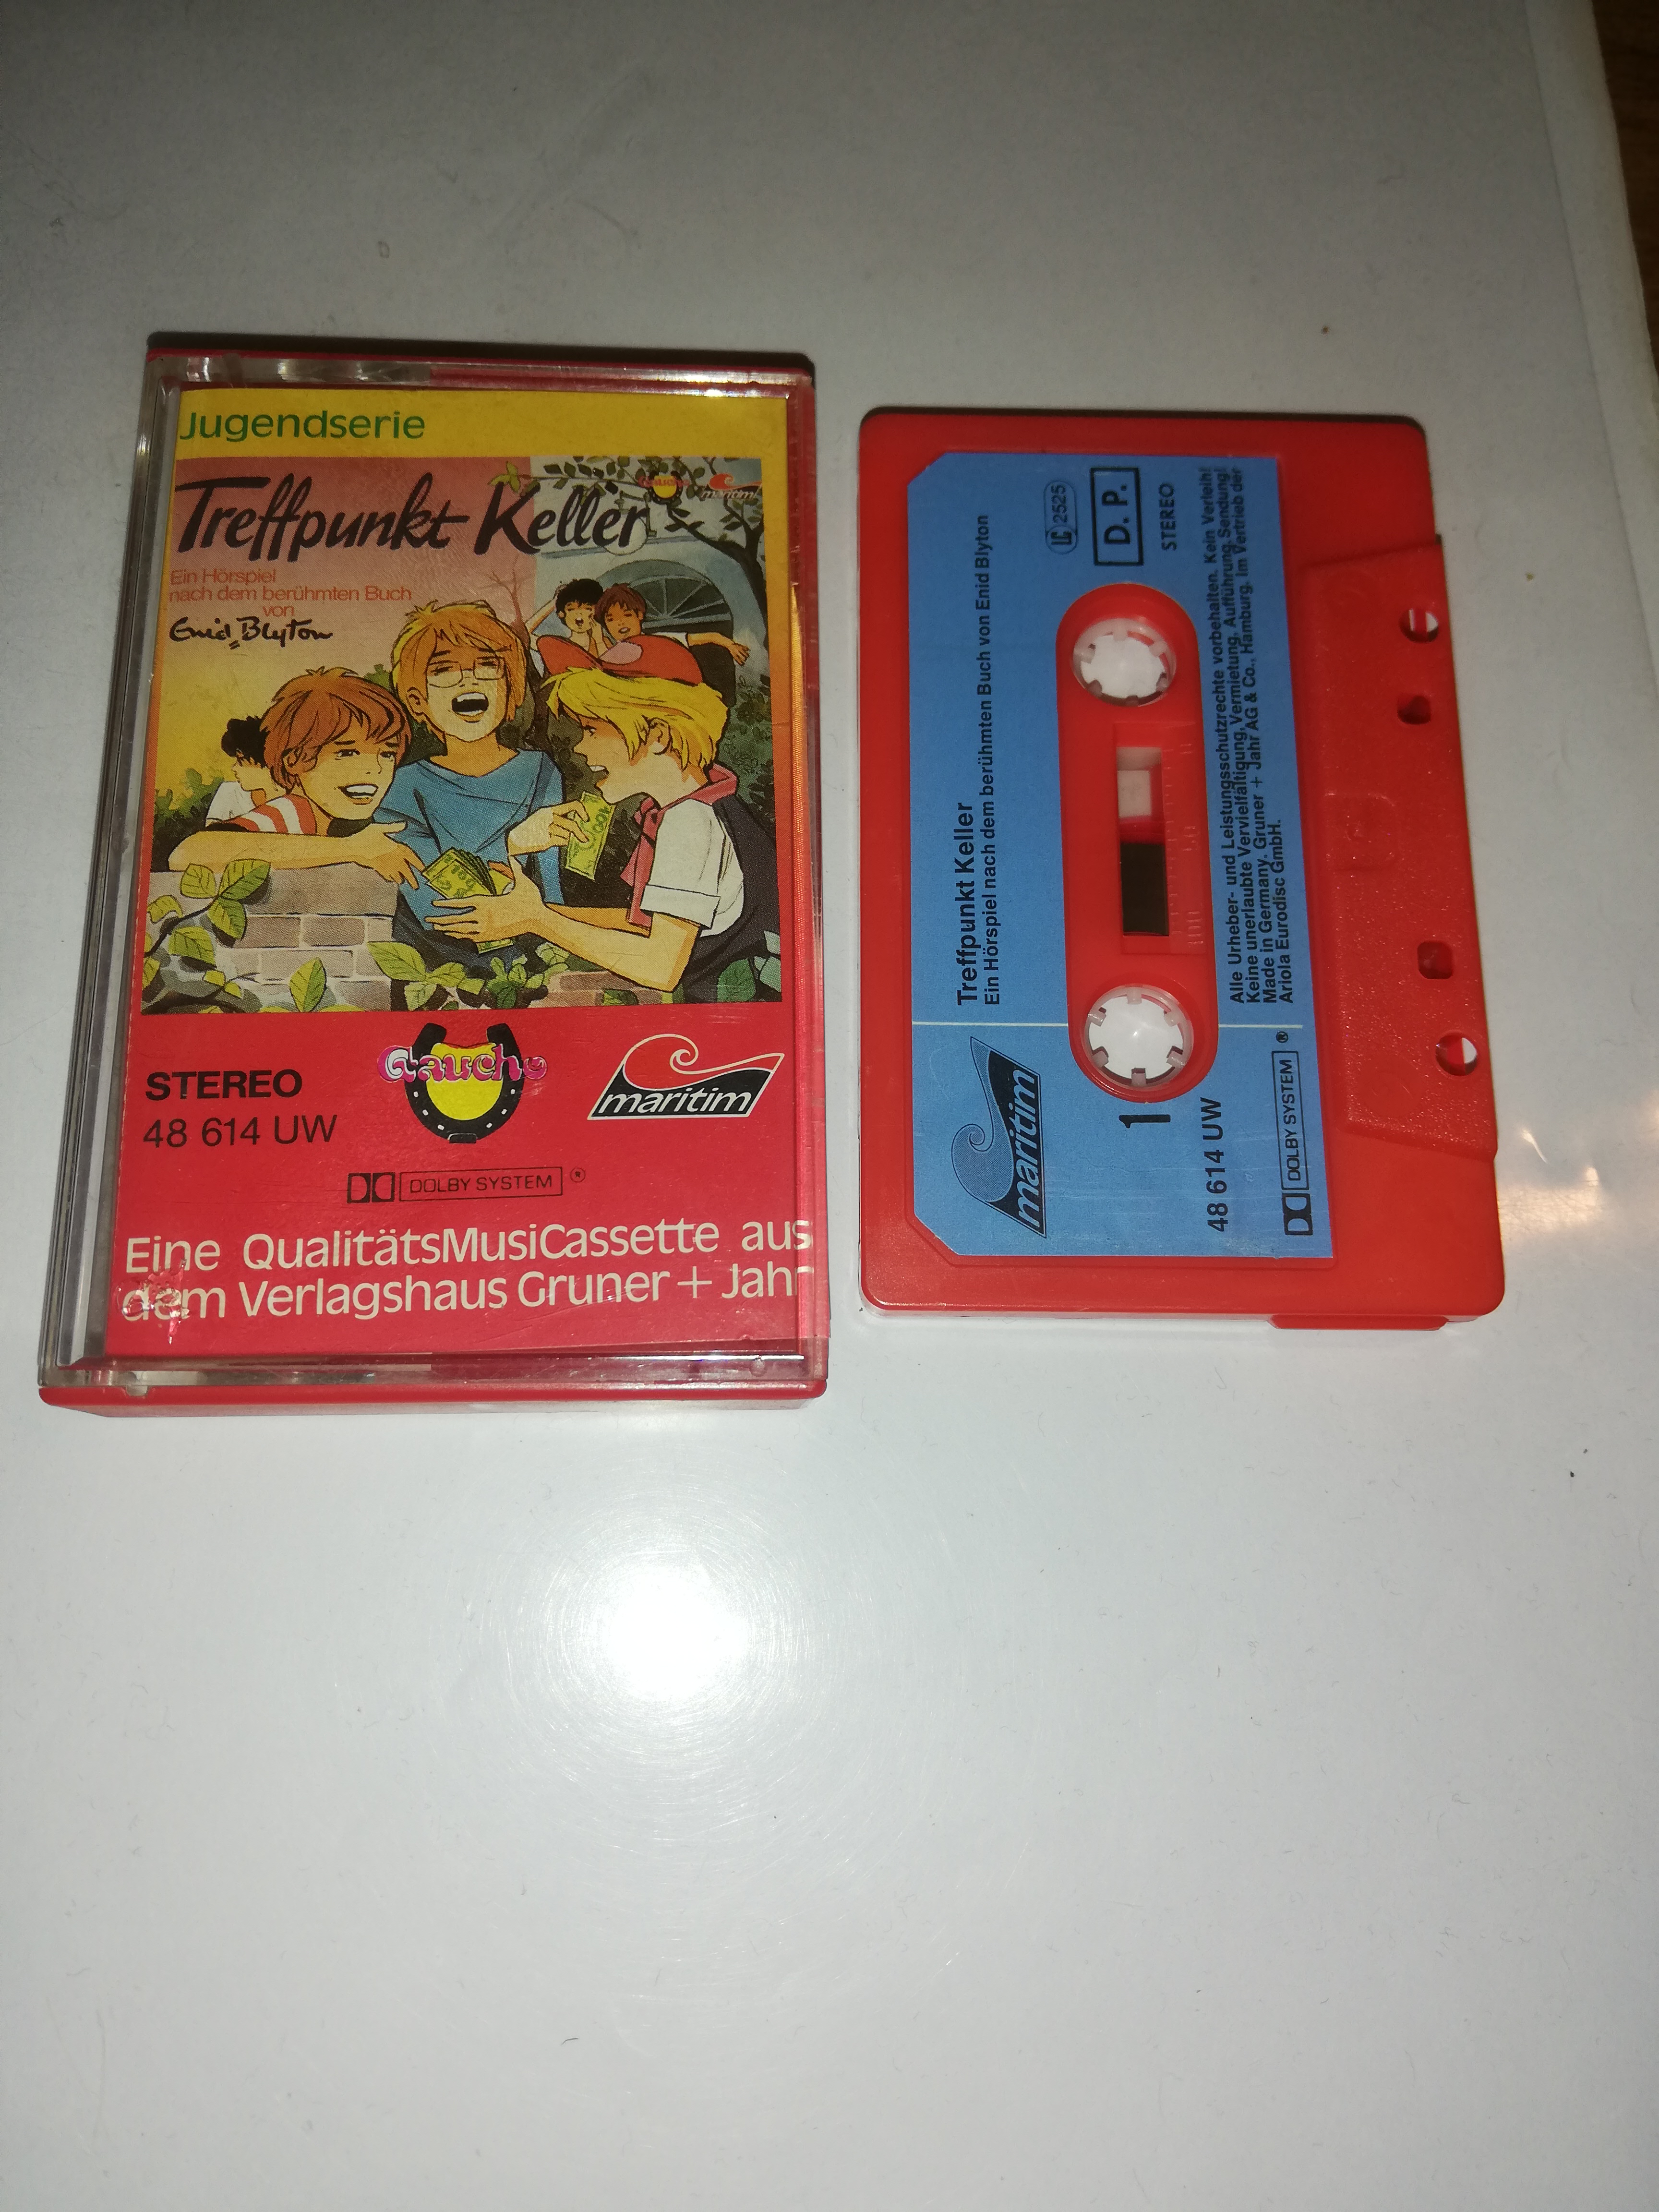 Jugendserie
Treffpunkt Keller
maritim
Ein Hörspiel
nach dem berühmten Buch
von
Enid Blyton
STEREO
48 614 UW
Gaucho
maritim
DOLBY SYSTEM ®
Eine QualitätsMusiCassette aus
dem Verlagshaus Gruner + Jahr
maritim
Treffpunkt Keller
Ein Hörspiel nach dem berühmten Buch von Enid Blyton
LC 2525
D. P.
STEREO
1
48 614 UW
DOLBY SYSTEM ®
Alle Urheber- und Leistungsschutzrechte vorbehalten. Kein Verleih!
Keine unerlaubte Vervielfältigung, Vermietung, Aufführung, Sendung!
Made in Germany. Gruner + Jahr AG & Co., Hamburg. Im Vertrieb der
Ariola Eurodisc GmbH.